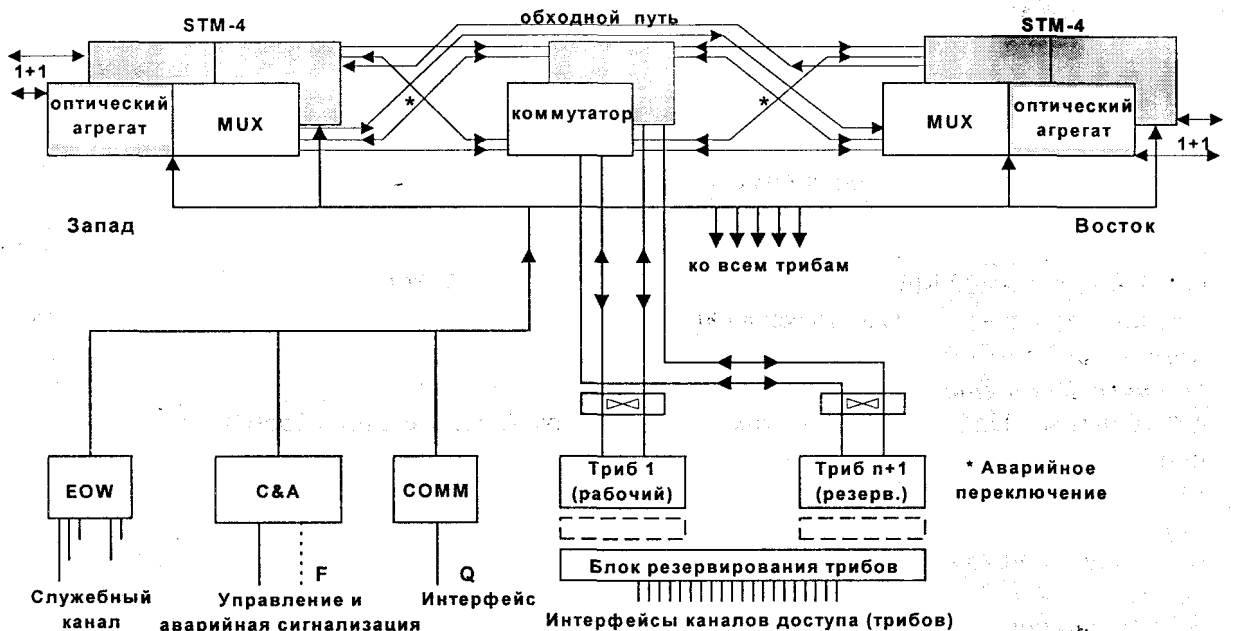 STM-4
обходной путь
STM-4
1+1
оптический
агрегат
MUX
*
коммутатор
*
MUX
оптический
агрегат
1+1
Запад
Восток
ко всем трибам
EOW
C&A
COMM
Триб 1
(рабочий)
Триб n+1
(резерв.)
* Аварийное
переключение
Блок резервирования трибов
F
Q
Служебный
канал
Управление и
аварийная сигнализация
Интерфейс
Интерфейсы каналов доступа (трибов)